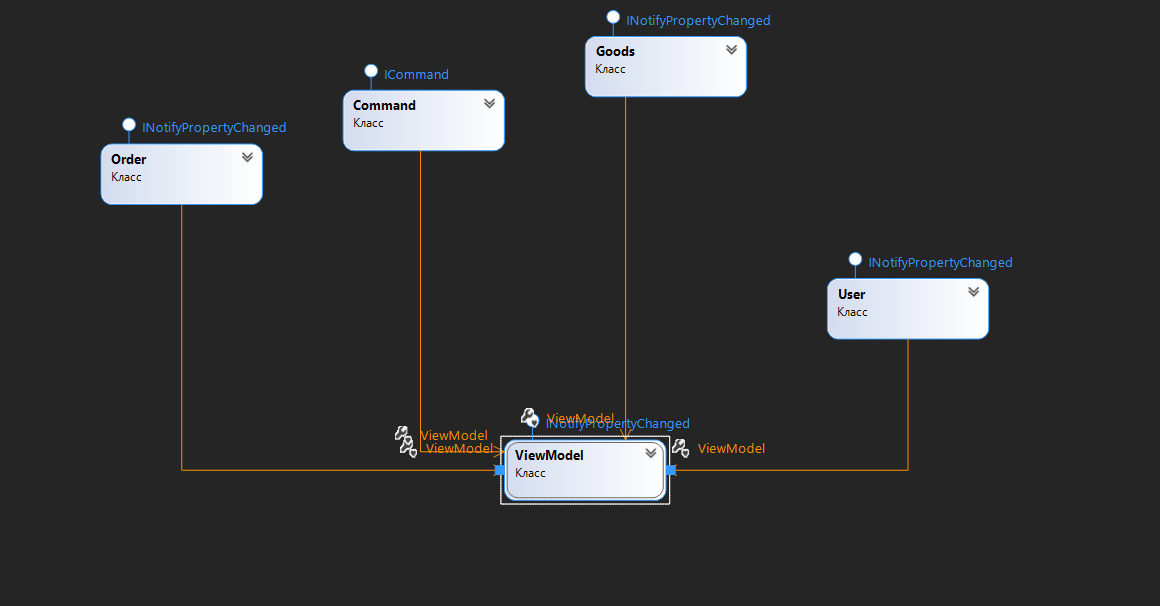 INotifyPropertyChanged
Goods
Класс
ICommand
Command
Класс
INotifyPropertyChanged
Order
Класс
INotifyPropertyChanged
User
Класс
ViewModel
INotifyPropertyChanged
ViewModel
ViewModel
ViewModel
ViewModel
Класс